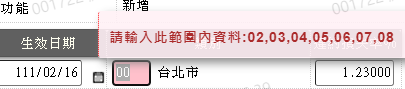 功能
新增
請輸入此範圍內資料:02,03,04,05,06,07,08
生效日期
111/02/16
00
台北市
1.23000